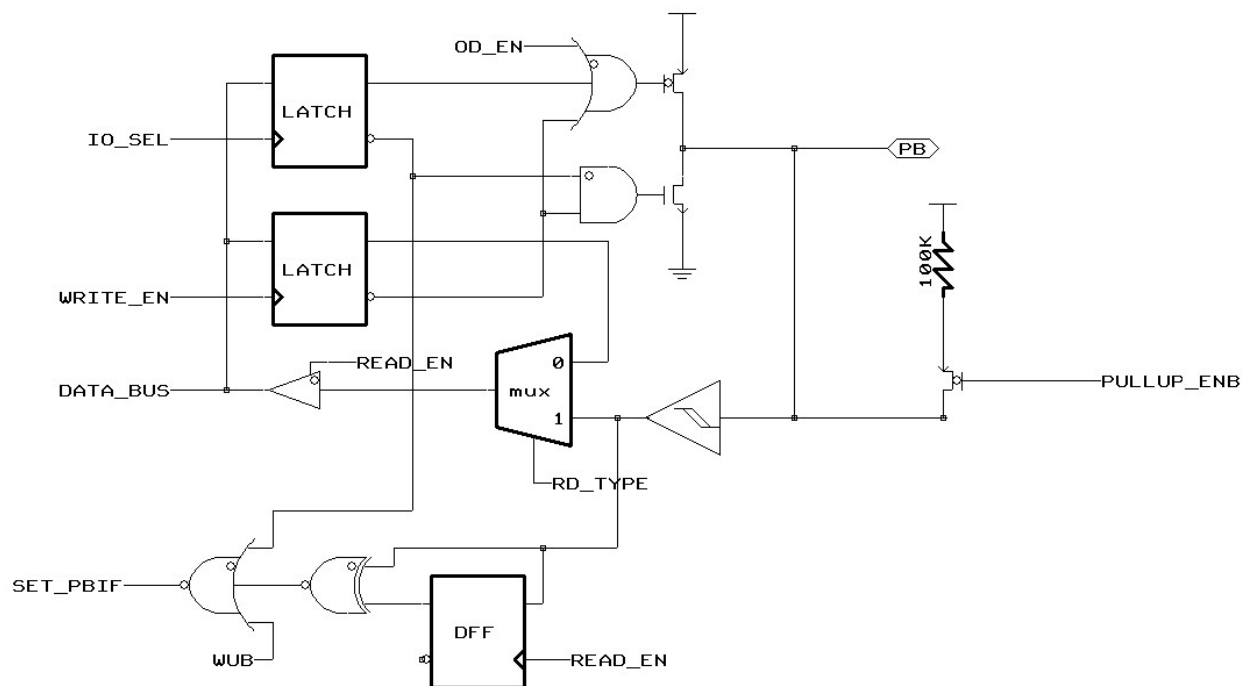 OD_EN
LATCH
IO_SEL
PB
LATCH
100K
WRITE_EN
READ_EN
0
DATA_BUS
mux
PULLUP_ENB
1
RD_TYPE
SET_PBIF
DFF
WUB
READ_EN